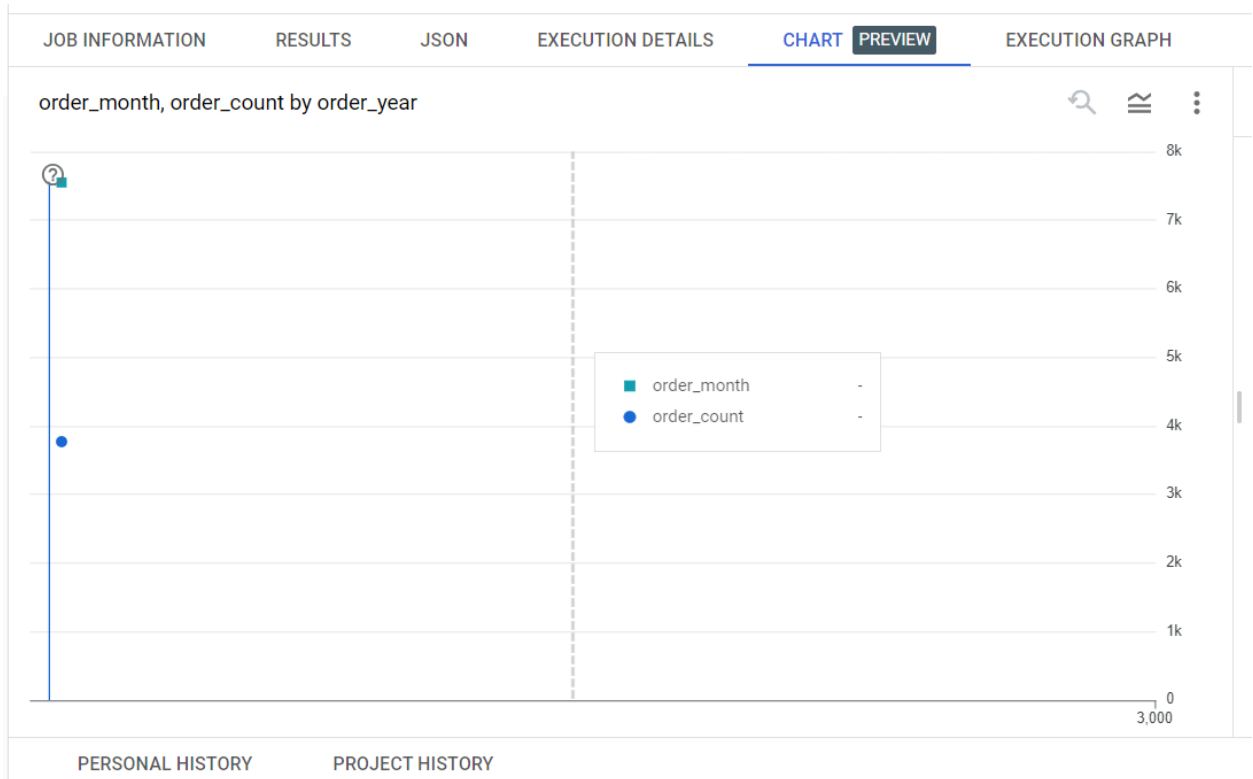 JOB INFORMATION RESULTS JSON EXECUTION DETAILS CHART PREVIEW EXECUTION GRAPH
order_month, order_count by order_year
8k
?
7k
6k
5k
order_month -
order_count -
4k
3k
2k
1k
0
3,000
PERSONAL HISTORY PROJECT HISTORY